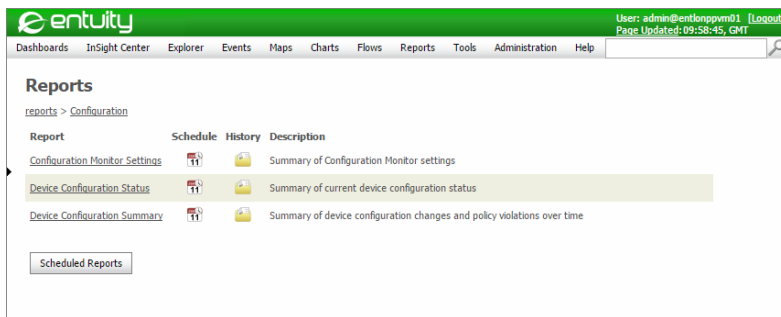 entuity
User: admin@entlonppvm01 [Logout
Page Updated: 09:58:45, GMT
Dashboards InSight Center Explorer Events Maps Charts Flows Reports Tools Administration Help
Reports
reports > Configuration
Report Schedule History Description
Configuration Monitor Settings 11 Summary of Configuration Monitor settings
Device Configuration Status 11 Summary of current device configuration status
Device Configuration Summary 11 Summary of device configuration changes and policy violations over time
Scheduled Reports